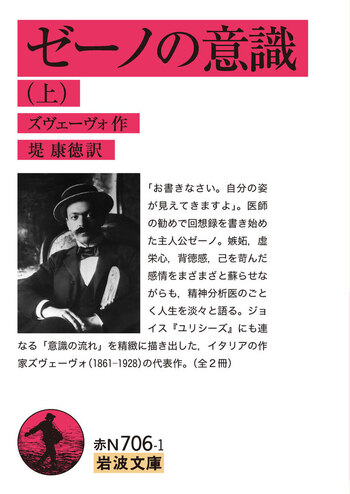 ゼーノの意識
（上）
ズヴェーヴォ作
堤 康徳訳
「お書きなさい。自分の姿
が見えてきますよ」。医師
の勧めで回想録を書き始め
た主人公ゼーノ。嫉妬，虚
栄心，背徳感，己を苛んだ
感情をまざまざと蘇らせな
がらも，精神分析医のごと
く人生を淡々と語る。ジョ
イス『ユリシーズ』にも連
なる「意識の流れ」を精緻に描き出した，イタリアの作
家ズヴェーヴォ（1861-1928）の代表作。（全２冊）
赤N706-1
岩波文庫